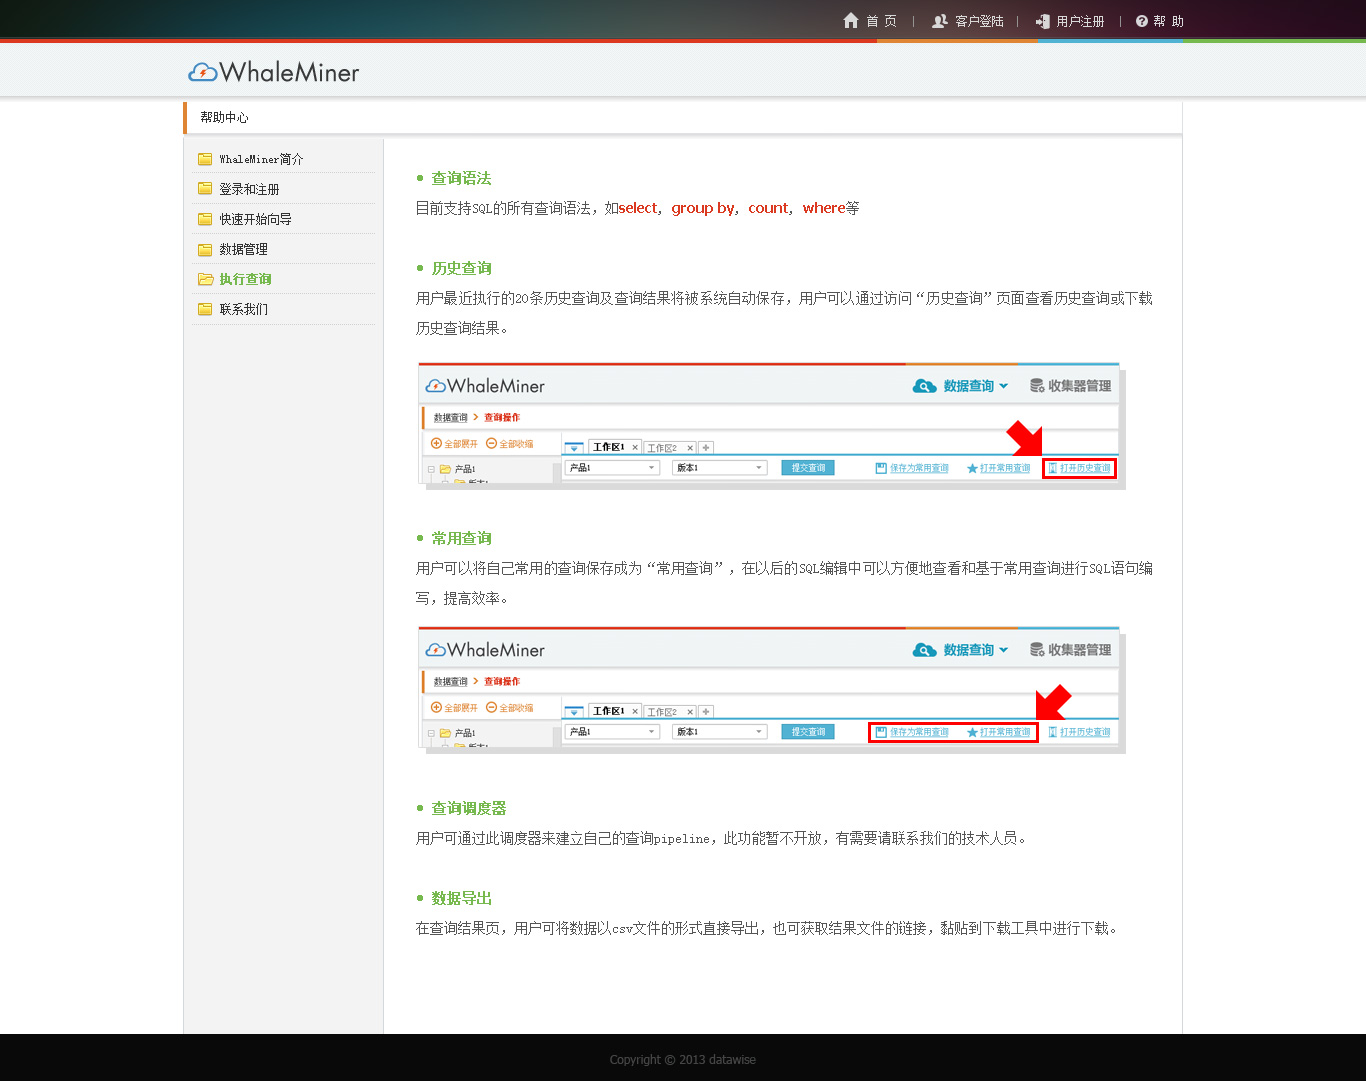 首 页 | 客户登陆 | 用户注册 | 帮 助
WhaleMiner
帮助中心
WhaleMiner简介
登录和注册
快速开始向导
数据管理
执行查询
联系我们
• 查询语法
目前支持SQL的所有查询语法，如select，group by，count，where等
• 历史查询
用户最近执行的20条历史查询及查询结果将被系统自动保存，用户可以通过访问“历史查询”页面查看历史查询或下载
历史查询结果。
WhaleMiner 数据查询 收集器管理
数据查询 > 查询操作
全部展开 全部收缩 工作区1 × 工作区2 × +
产品1 产品1 版本1 提交查询 保存为常用查询 打开常用查询 打开历史查询
版本1
• 常用查询
用户可以将自己常用的查询保存成为“常用查询”，在以后的SQL编辑中可以方便地查看和基于常用查询进行SQL语句编
写，提高效率。
WhaleMiner 数据查询 收集器管理
数据查询 > 查询操作
全部展开 全部收缩 工作区1 × 工作区2 × +
产品1 产品1 版本1 提交查询 保存为常用查询 打开常用查询 打开历史查询
版本1
• 查询调度器
用户可通过此调度器来建立自己的查询pipeline，此功能暂不开放，有需要请联系我们的技术人员。
• 数据导出
在查询结果页，用户可将数据以csv文件的形式直接导出，也可获取结果文件的链接，黏贴到下载工具中进行下载。
Copyright © 2013 datawise